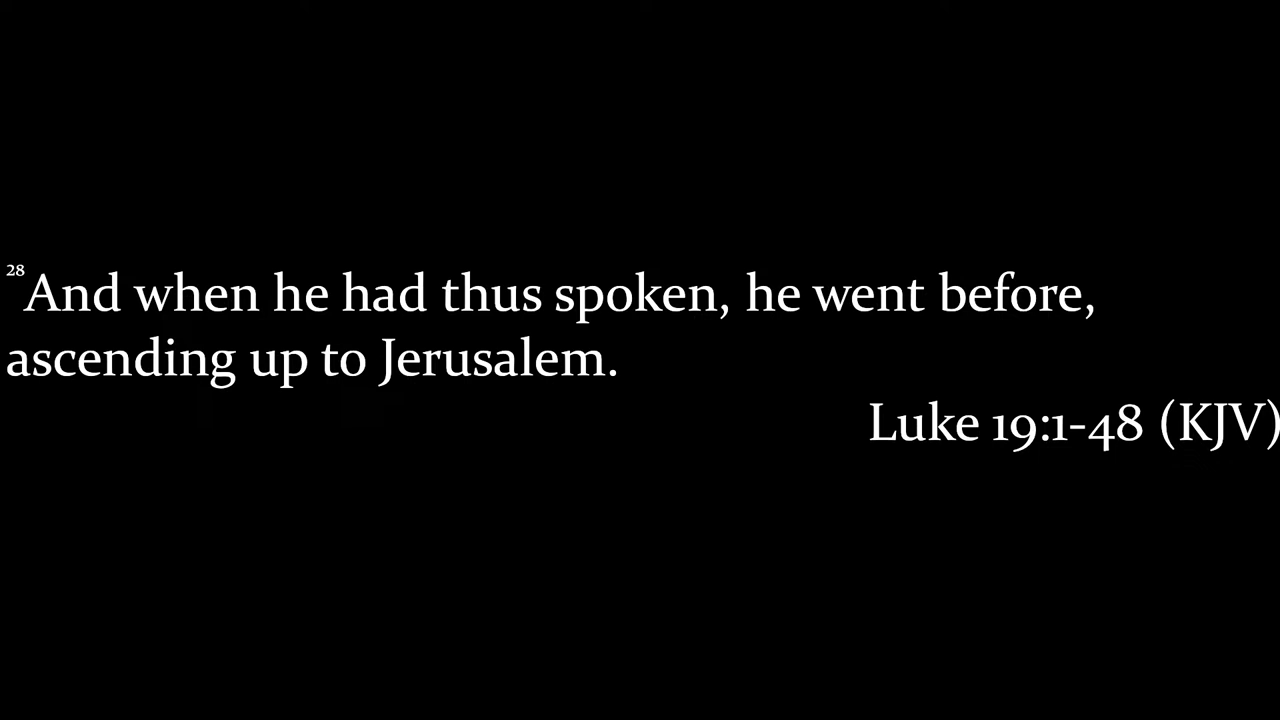 28And when he had thus spoken, he went before,
ascending up to Jerusalem.
Luke 19:1-48 (KJV)